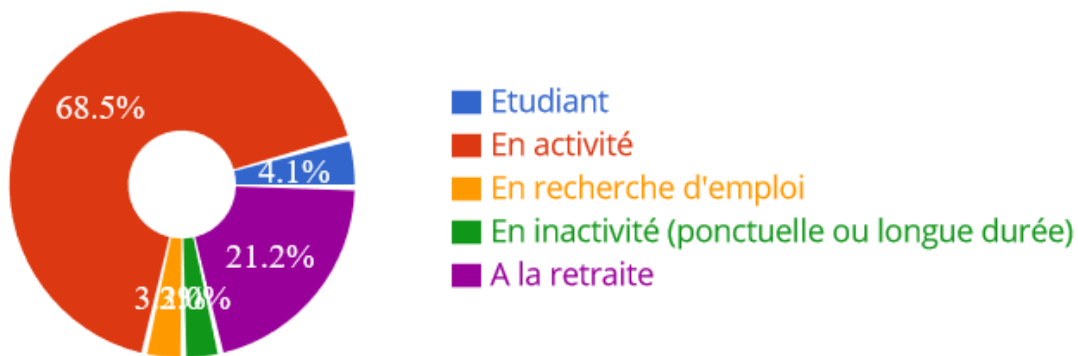 68.5%
4.1%
21.2%
Etudiant
En activité
En recherche d'emploi
En inactivité (ponctuelle ou longue durée)
A la retraite